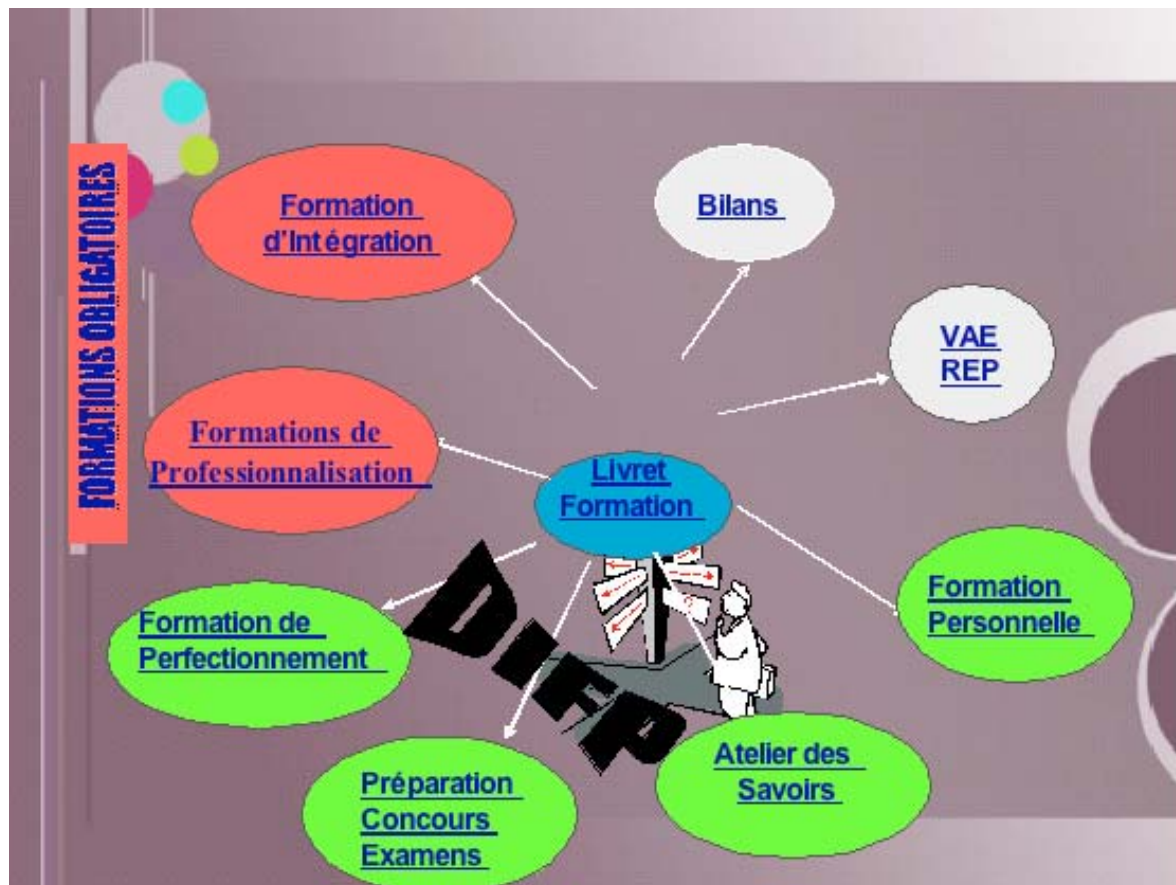 FORMATIONS OBLIGATOIRES
Formation
d'Intégration
Bilans
VAE
REP
Formations de
Professionnalisation
Livret
Formation
Formation de
Perfectionnement
DIFP
Formation
Personnelle
Préparation
Concours
Examens
Atelier des
Savoirs